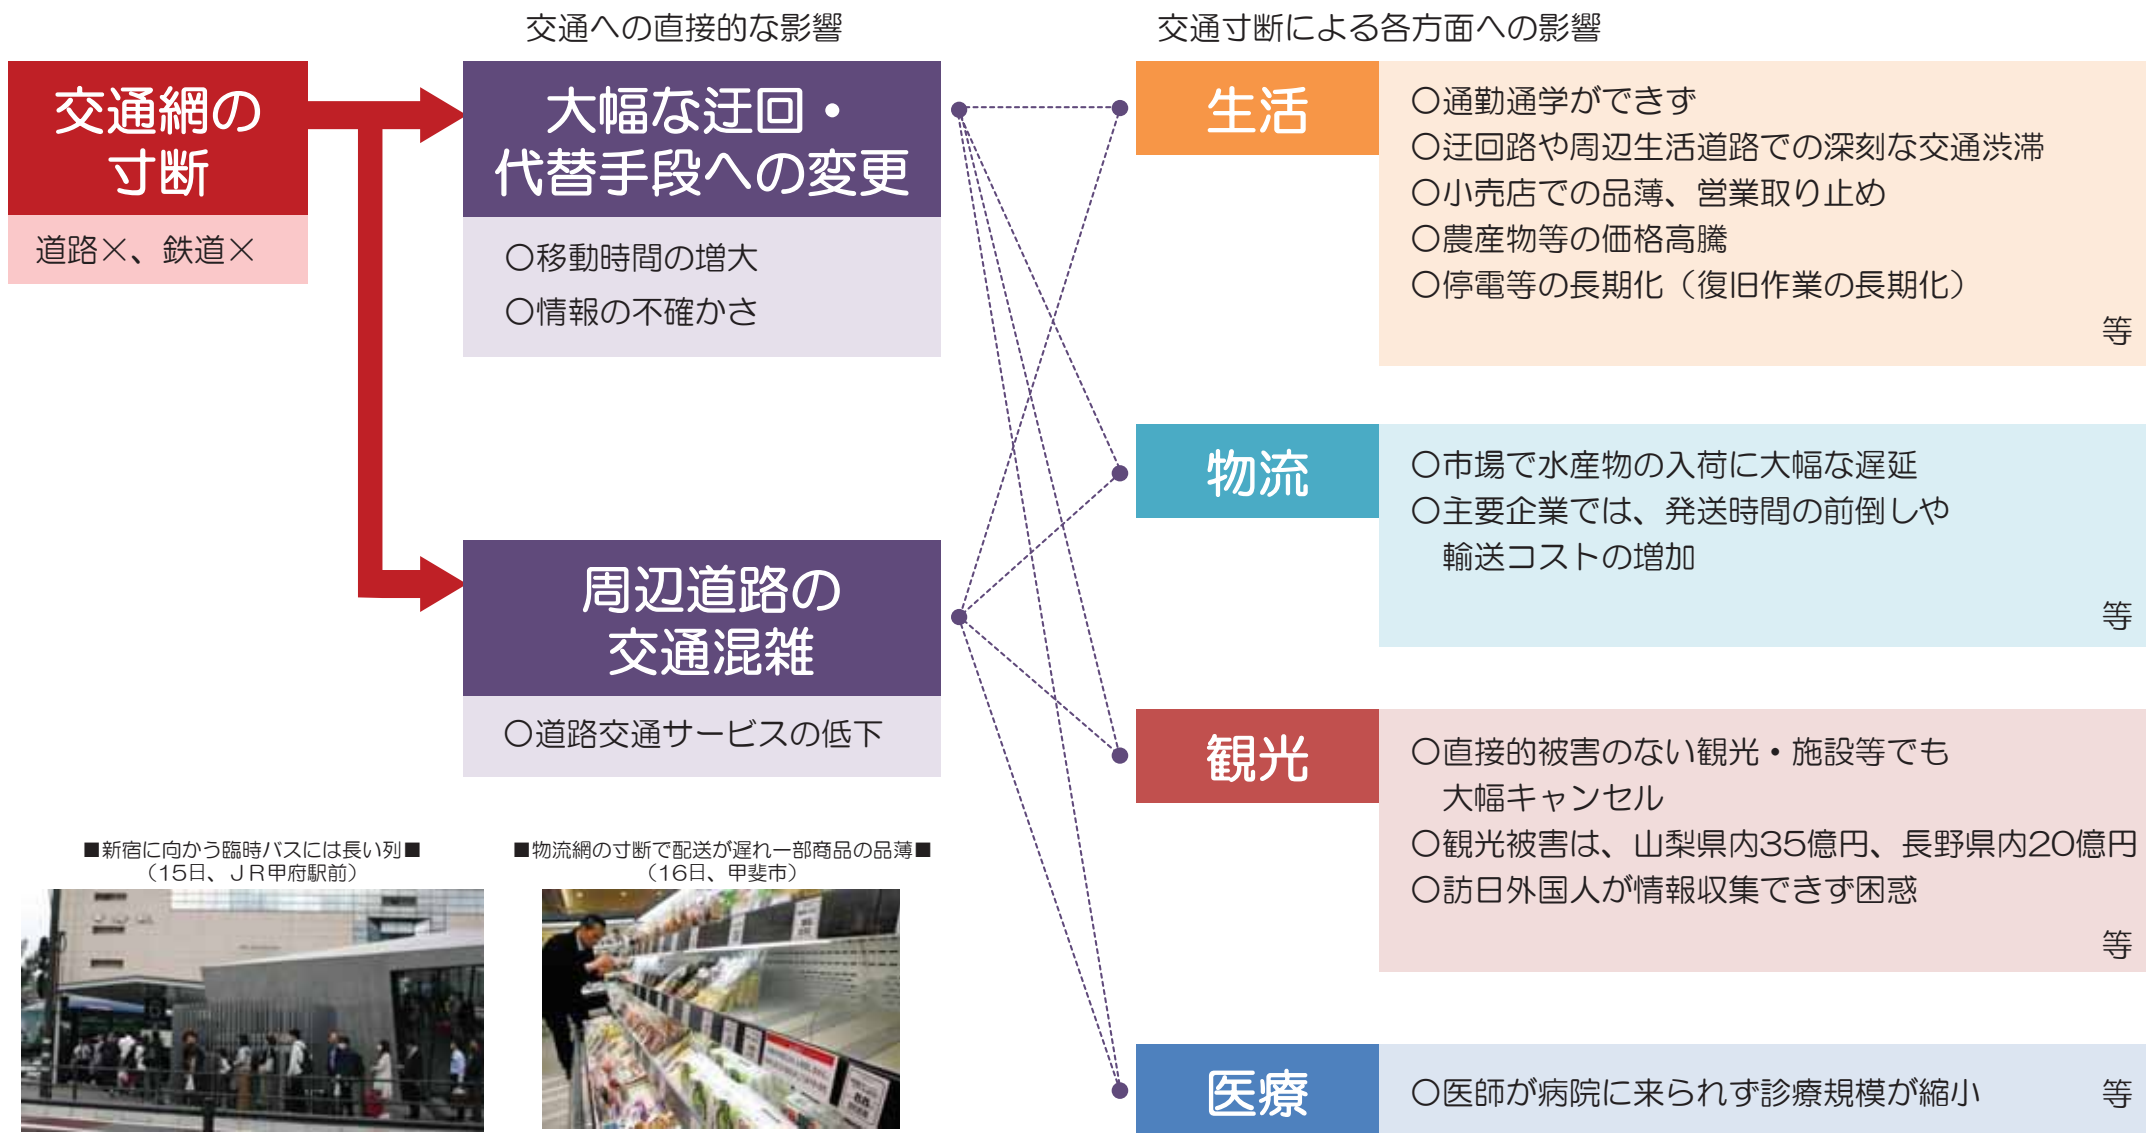 交通への直接的な影響
交通寸断による各方面への影響
交通網の
寸断
道路×、鉄道×
大幅な迂回・
代替手段への変更
〇移動時間の増大
〇情報の不確かさ
周辺道路の
交通混雑
〇道路交通サービスの低下
生活
〇通勤通学ができず
〇迂回路や周辺生活道路での深刻な交通渋滞
〇小売店での品薄、営業取り止め
〇農産物等の価格高騰
〇停電等の長期化（復旧作業の長期化）
等
物流
〇市場で水産物の入荷に大幅な遅延
〇主要企業では、発送時間の前倒しや
輸送コストの増加
等
観光
〇直接的被害のない観光・施設等でも
大幅キャンセル
〇観光被害は、山梨県内35億円、長野県内20億円
〇訪日外国人が情報収集できず困惑
等
医療
〇医師が病院に来られず診療規模が縮小 等
■新宿に向かう臨時バスには長い列■
（15日、ＪＲ甲府駅前）
■物流網の寸断で配送が遅れ一部商品の品薄■
（16日、甲斐市）